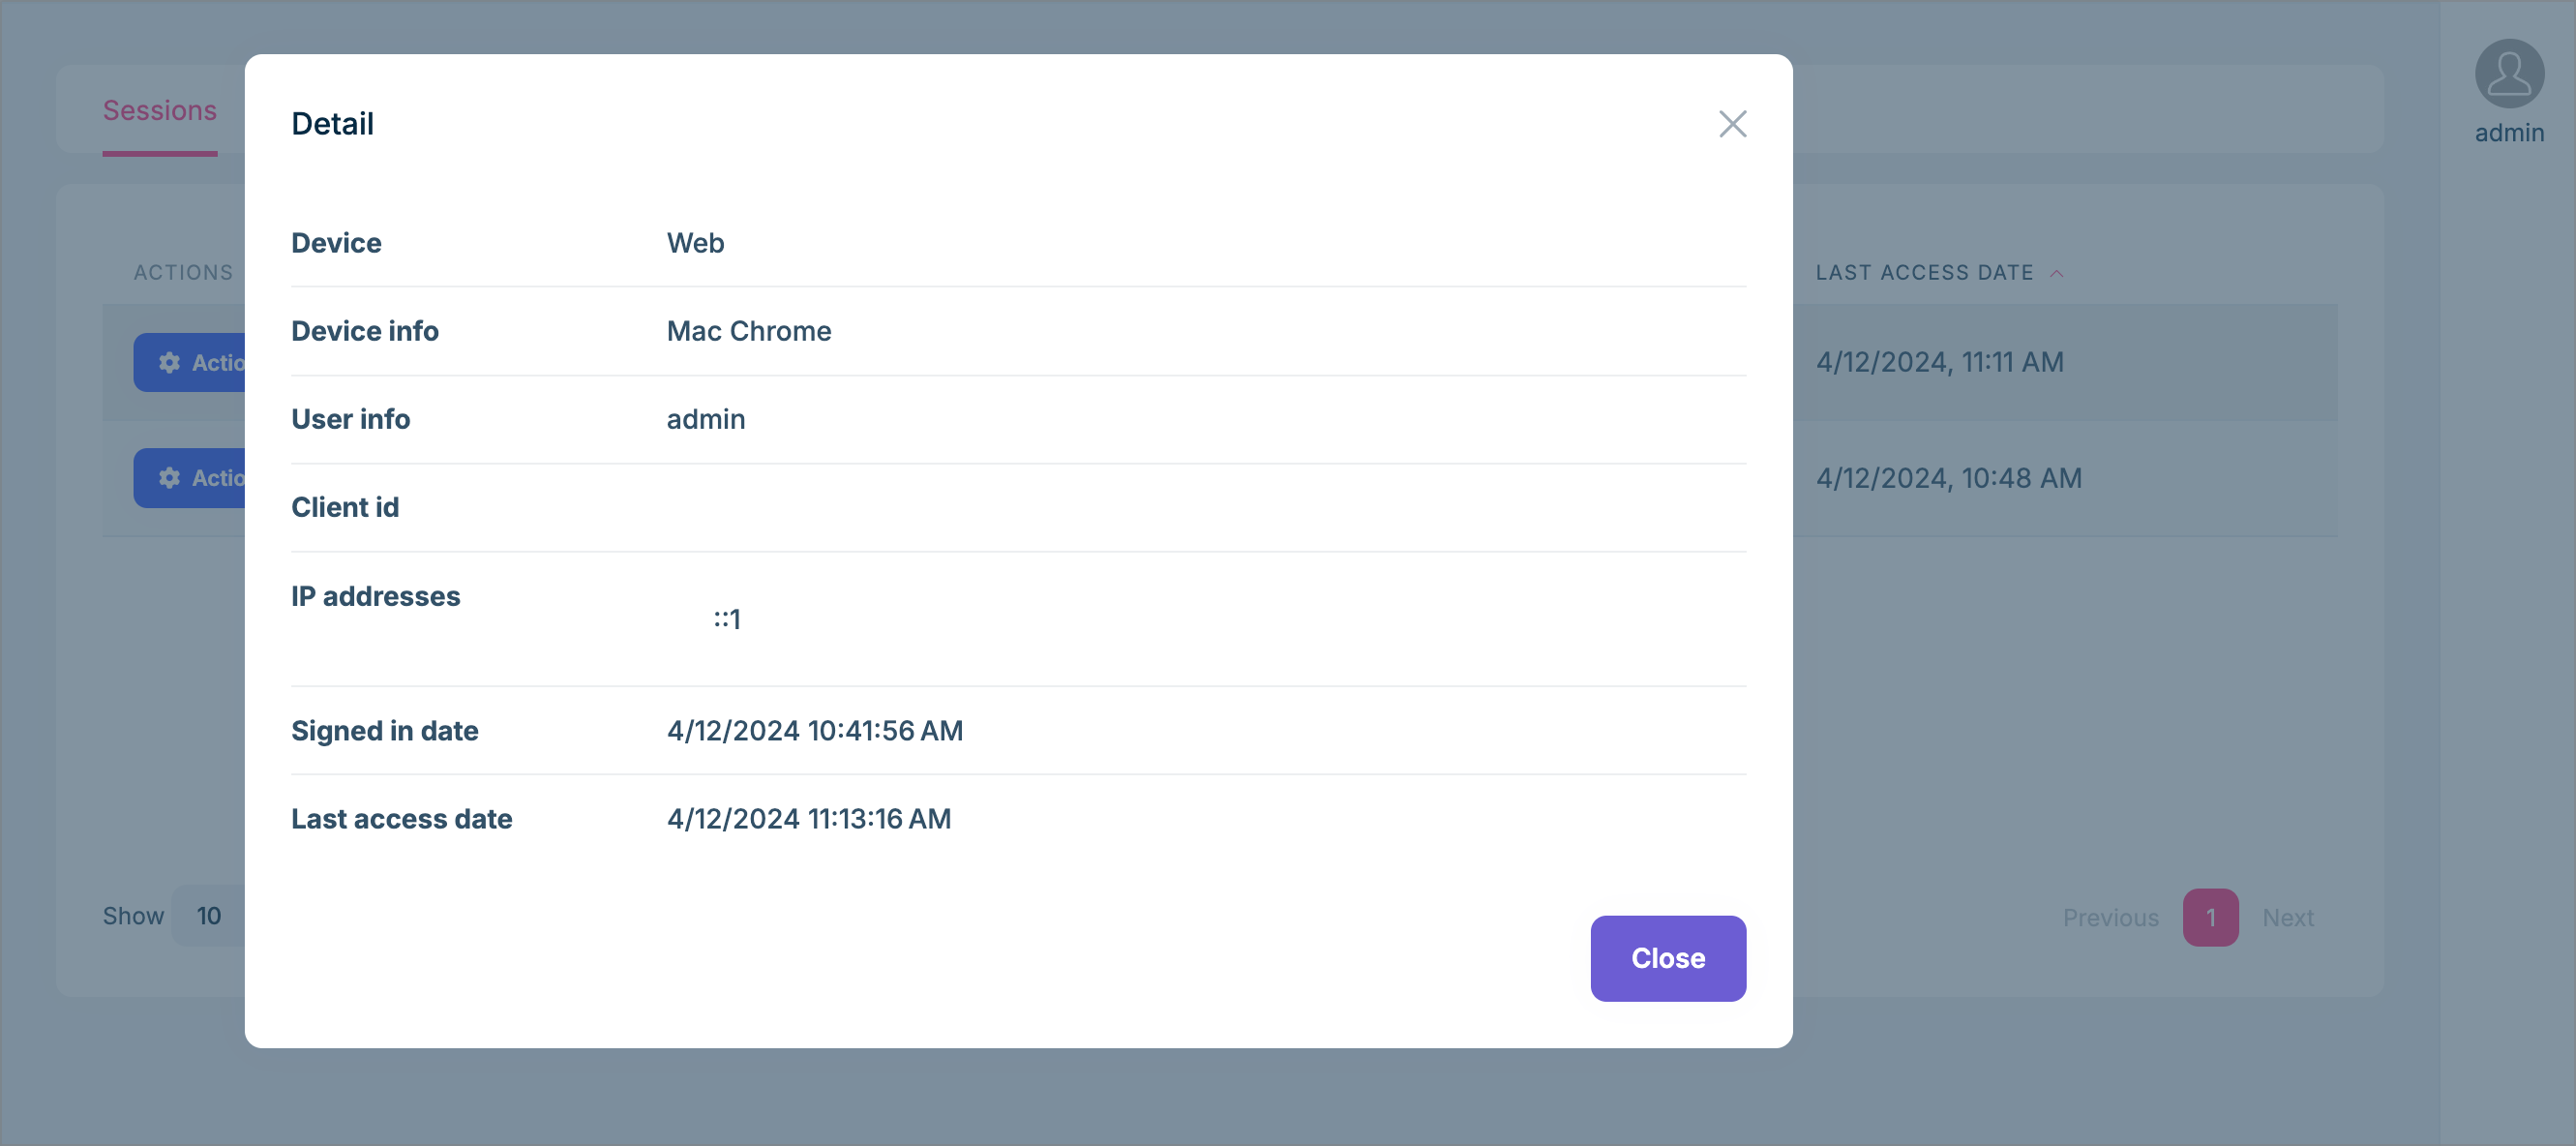 Sessions
admin
Detail
Device Web
Device info Mac Chrome
User info admin
Client id
IP addresses
::1
Signed in date 4/12/2024 10:41:56 AM
Last access date 4/12/2024 11:13:16 AM
Close
ACTIONS LAST ACCESS DATE
Actio 4/12/2024, 11:11 AM
Actio 4/12/2024, 10:48 AM
Show 10 Previous 1 Next